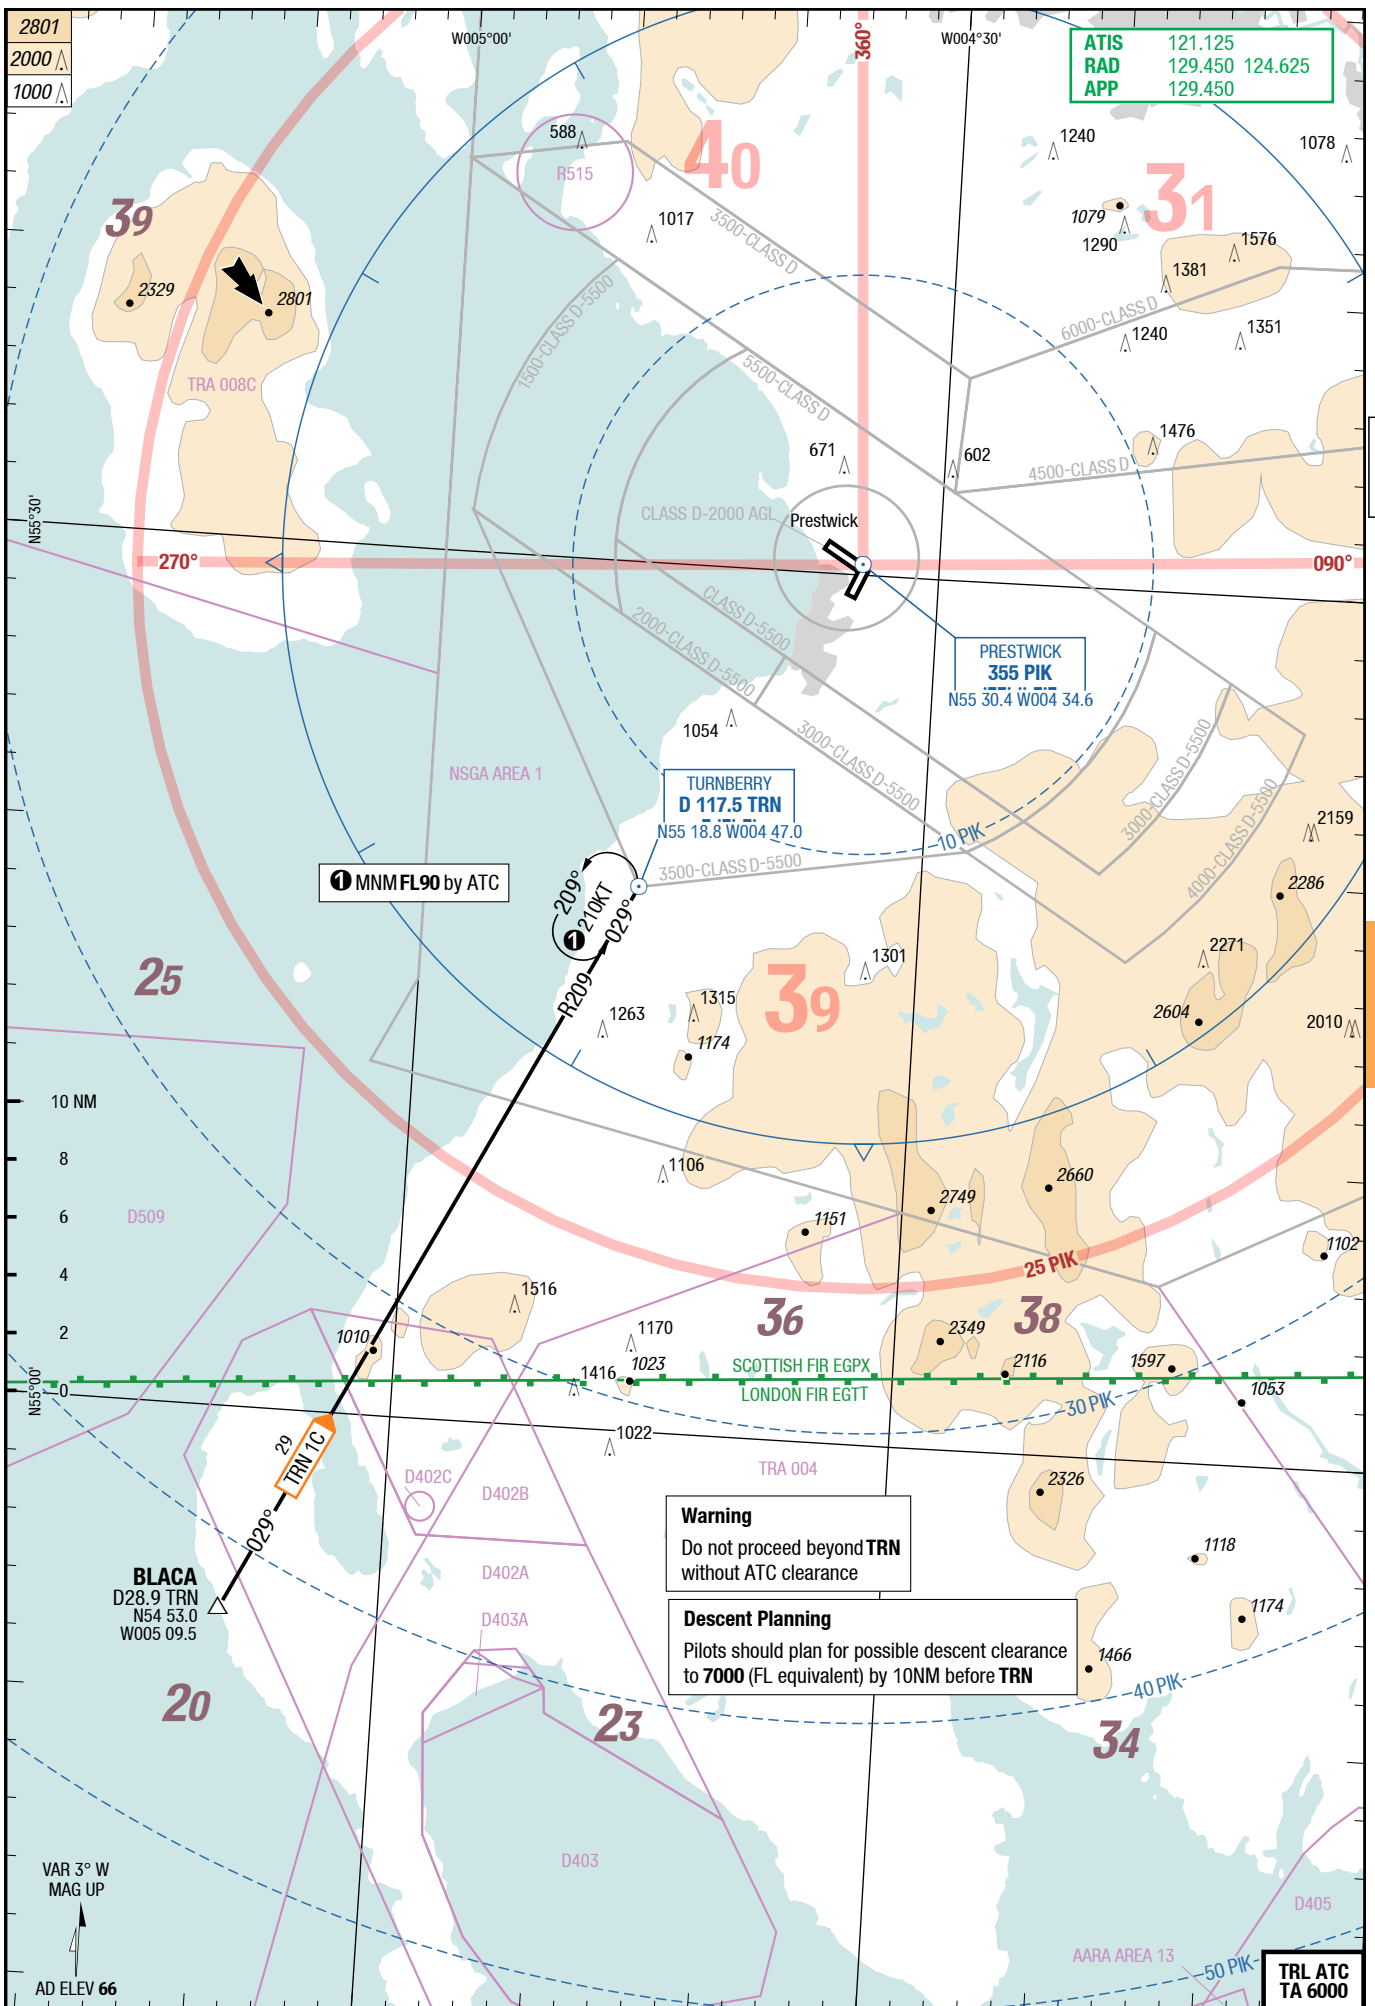 2801
2000
1000
W005°00'
360°
W004°30'
ATIS 121.125
RAD 129.450 124.625
APP 129.450
588
R515
40
1240
1078
39
1017
3500-CLASS D
1079
31
1290
1576
1381
2329
2801
1500-CLASS D-5500
6000-CLASS D
1240
1351
TRA 008C
5500-CLASS D
671
602
1476
4500-CLASS D
N55°30'
CLASS D-2000 AGL
Prestwick
270°
090°
CLASS D-5500
2000-CLASS D-5500
PRESTWICK
355 PIK
N55 30.4 W004 34.6
1054
3000-CLASS D-5500
3000-CLASS D-5500
NSGA AREA 1
TURNBERRY
D 117.5 TRN
N55 18.8 W004 47.0
10 PIK
2159
4000-CLASS D-5500
1 MNM FL90 by ATC
3500-CLASS D-5500
209°
1 210KT
029°
2286
25
R209
1301
2271
39
1315
1263
2604
2010
1174
10 NM
8
6
4
2
0
1106
2660
2749
D509
1151
1102
25 PIK
1516
36
38
1010
1170
2349
SCOTTISH FIR EGPX
LONDON FIR EGTT
1416
1023
2116
1597
N55°00'
1053
30 PIK
29
TRN 1C
1022
TRA 004
D402C
D402B
2326
029°
Warning
Do not proceed beyond TRN
without ATC clearance
1118
BLACA
D28.9 TRN
N54 53.0
W005 09.5
D402A
D403A
Descent Planning
Pilots should plan for possible descent clearance
to 7000 (FL equivalent) by 10NM before TRN
1174
1466
40 PIK
20
23
34
D403
VAR 3° W
MAG UP
D405
AARA AREA 13
50 PIK
AD ELEV 66
TRL ATC
TA 6000